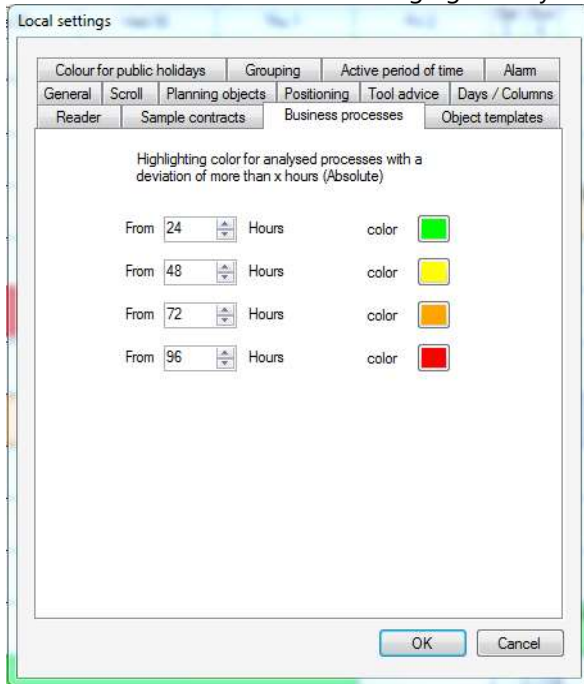 Local settings
Colour for public holidays Grouping Active period of time Alarm
General Scroll Planning objects Positioning Tool advice Days / Columns
Reader Sample contracts Business processes Object templates
Highlighting color for analysed processes with a
deviation of more than x hours (Absolute)
From 24 Hours color
From 48 Hours color
From 72 Hours color
From 96 Hours color
OK Cancel